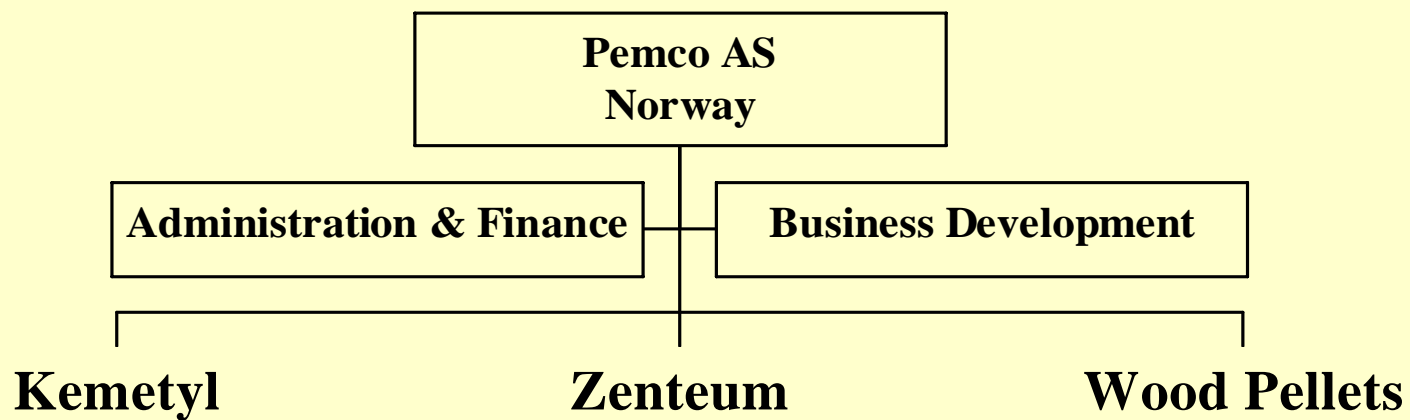 Pemco AS
Norway
Administration & Finance
Business Development
Kemetyl
Zenteum
Wood Pellets